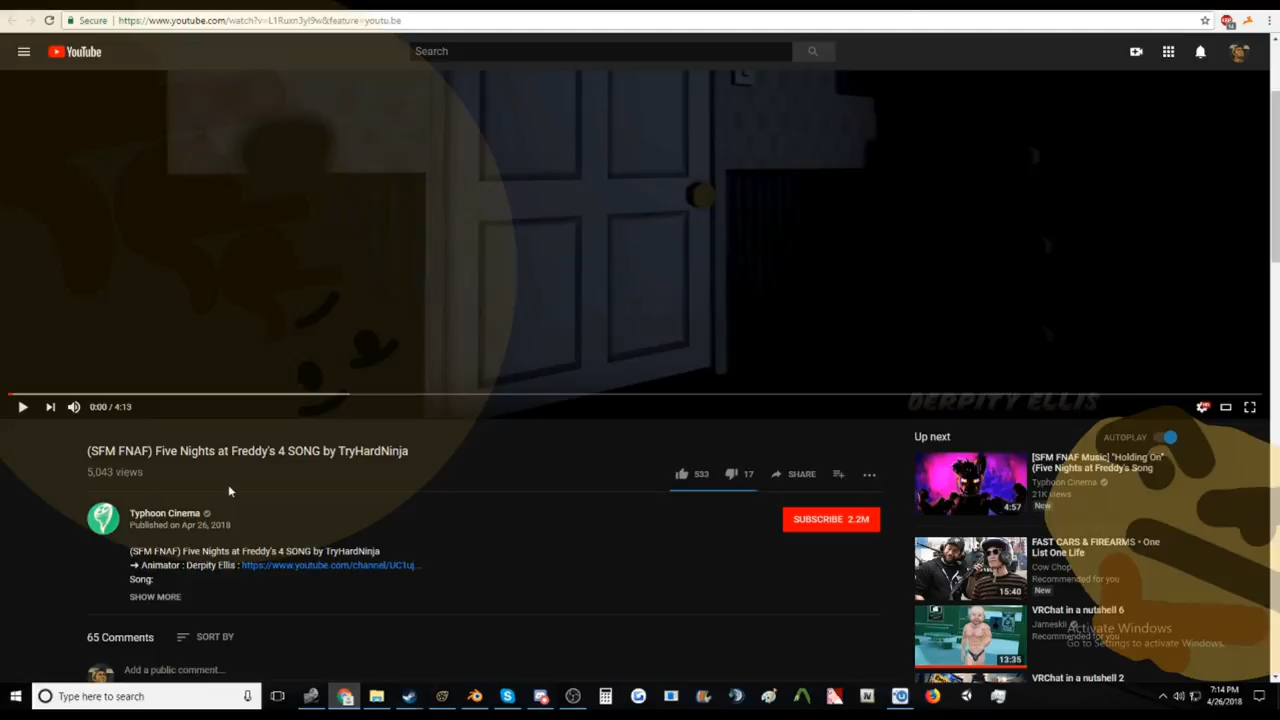 Secure
https://www.youtube.com/watch?v=L1Ruxn3yI9w&feature=youtu.be
YouTube
Search
DERPITY ELLIS
0:00 / 4:13
(SFM FNAF) Five Nights at Freddy's 4 SONG by TryHardNinja
5,043 views
533
17
SHARE
Typhoon Cinema
Published on Apr 26, 2018
SUBSCRIBE 2.2M
(SFM FNAF) Five Nights at Freddy's 4 SONG by TryHardNinja
➜ Animator : Derpity Ellis : https://www.youtube.com/channel/UC1uj...
Song:
SHOW MORE
65 Comments
SORT BY
Add a public comment...
Up next
AUTOPLAY
[SFM FNAF Music] "Holding On"
(Five Nights at Freddy's Song
Typhoon Cinema
21K views
New
4:57
FAST CARS & FIREARMS • One
List One Life
Cow Chop
Recommended for you
New
15:40
VRChat in a nutshell 6
Jameskii
Recommended for you
13:35
VRChat in a nutshell 2
Activate Windows
Go to Settings to activate Windows.
Type here to search
7:14 PM
4/26/2018